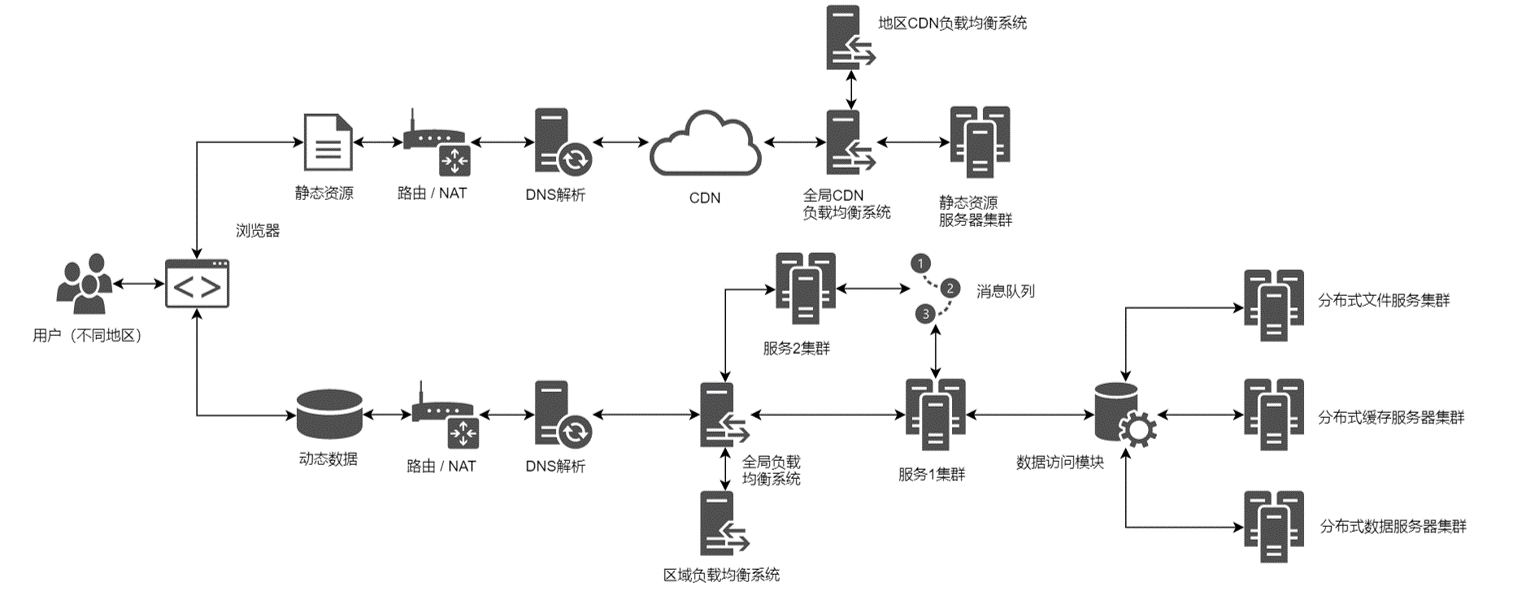 地区CDN负载均衡系统
静态资源
路由 / NAT
DNS解析
CDN
全局CDN
负载均衡系统
静态资源
服务器集群
浏览器
用户（不同地区）
1
2
3
消息队列
服务2集群
分布式文件服务集群
动态数据
路由 / NAT
DNS解析
全局负载
均衡系统
服务1集群
数据访问模块
分布式缓存服务器集群
区域负载均衡系统
分布式数据服务器集群